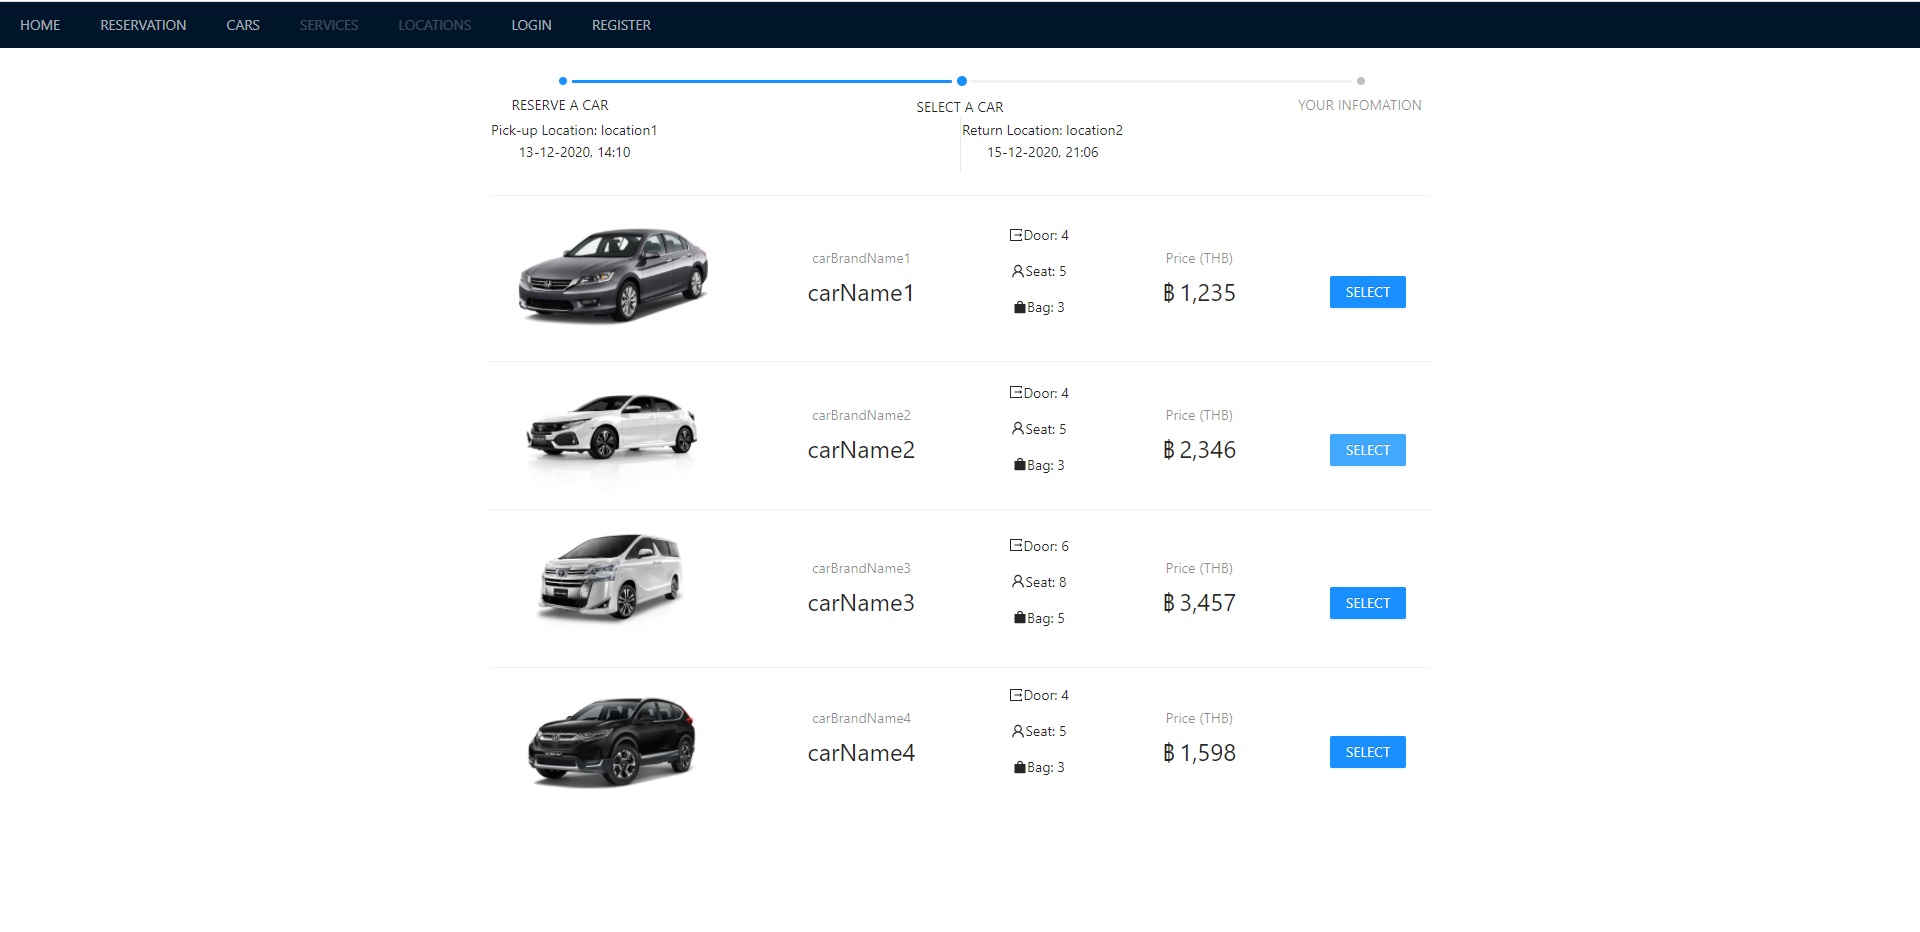 HOME RESERVATION CARS SERVICES LOCATIONS LOGIN REGISTER
RESERVE A CAR SELECT A CAR YOUR INFOMATION
Pick-up Location: location1 Return Location: location2
13-12-2020, 14:10 15-12-2020, 21:06
Door: 4
carBrandName1 Price (THB)
Seat: 5
carName1 ฿ 1,235 SELECT
Bag: 3
Door: 4
carBrandName2 Price (THB)
Seat: 5
carName2 ฿ 2,346 SELECT
Bag: 3
Door: 6
carBrandName3 Price (THB)
Seat: 8
carName3 ฿ 3,457 SELECT
Bag: 5
Door: 4
carBrandName4 Price (THB)
Seat: 5
carName4 ฿ 1,598 SELECT
Bag: 3